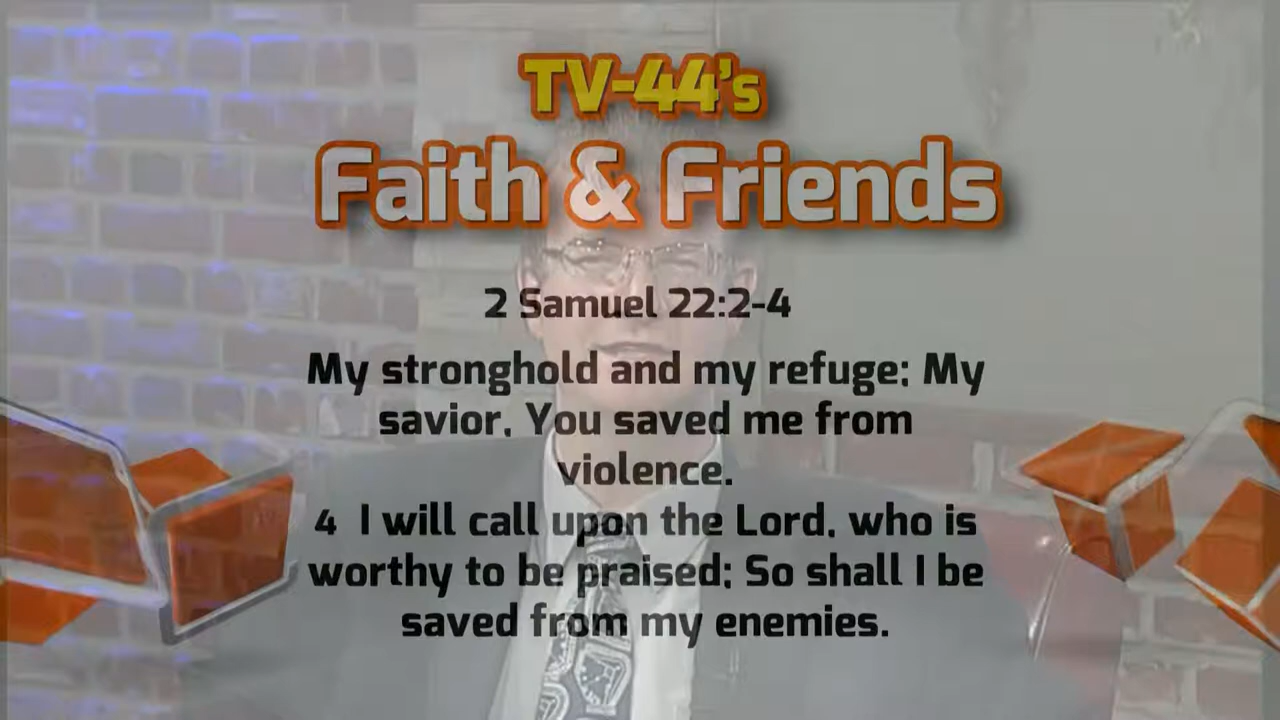 TV-44's
Faith & Friends
2 Samuel 22:2-4
My stronghold and my refuge; My
savior, You saved me from
violence.
4 I will call upon the Lord, who is
worthy to be praised; So shall I be
saved from my enemies.